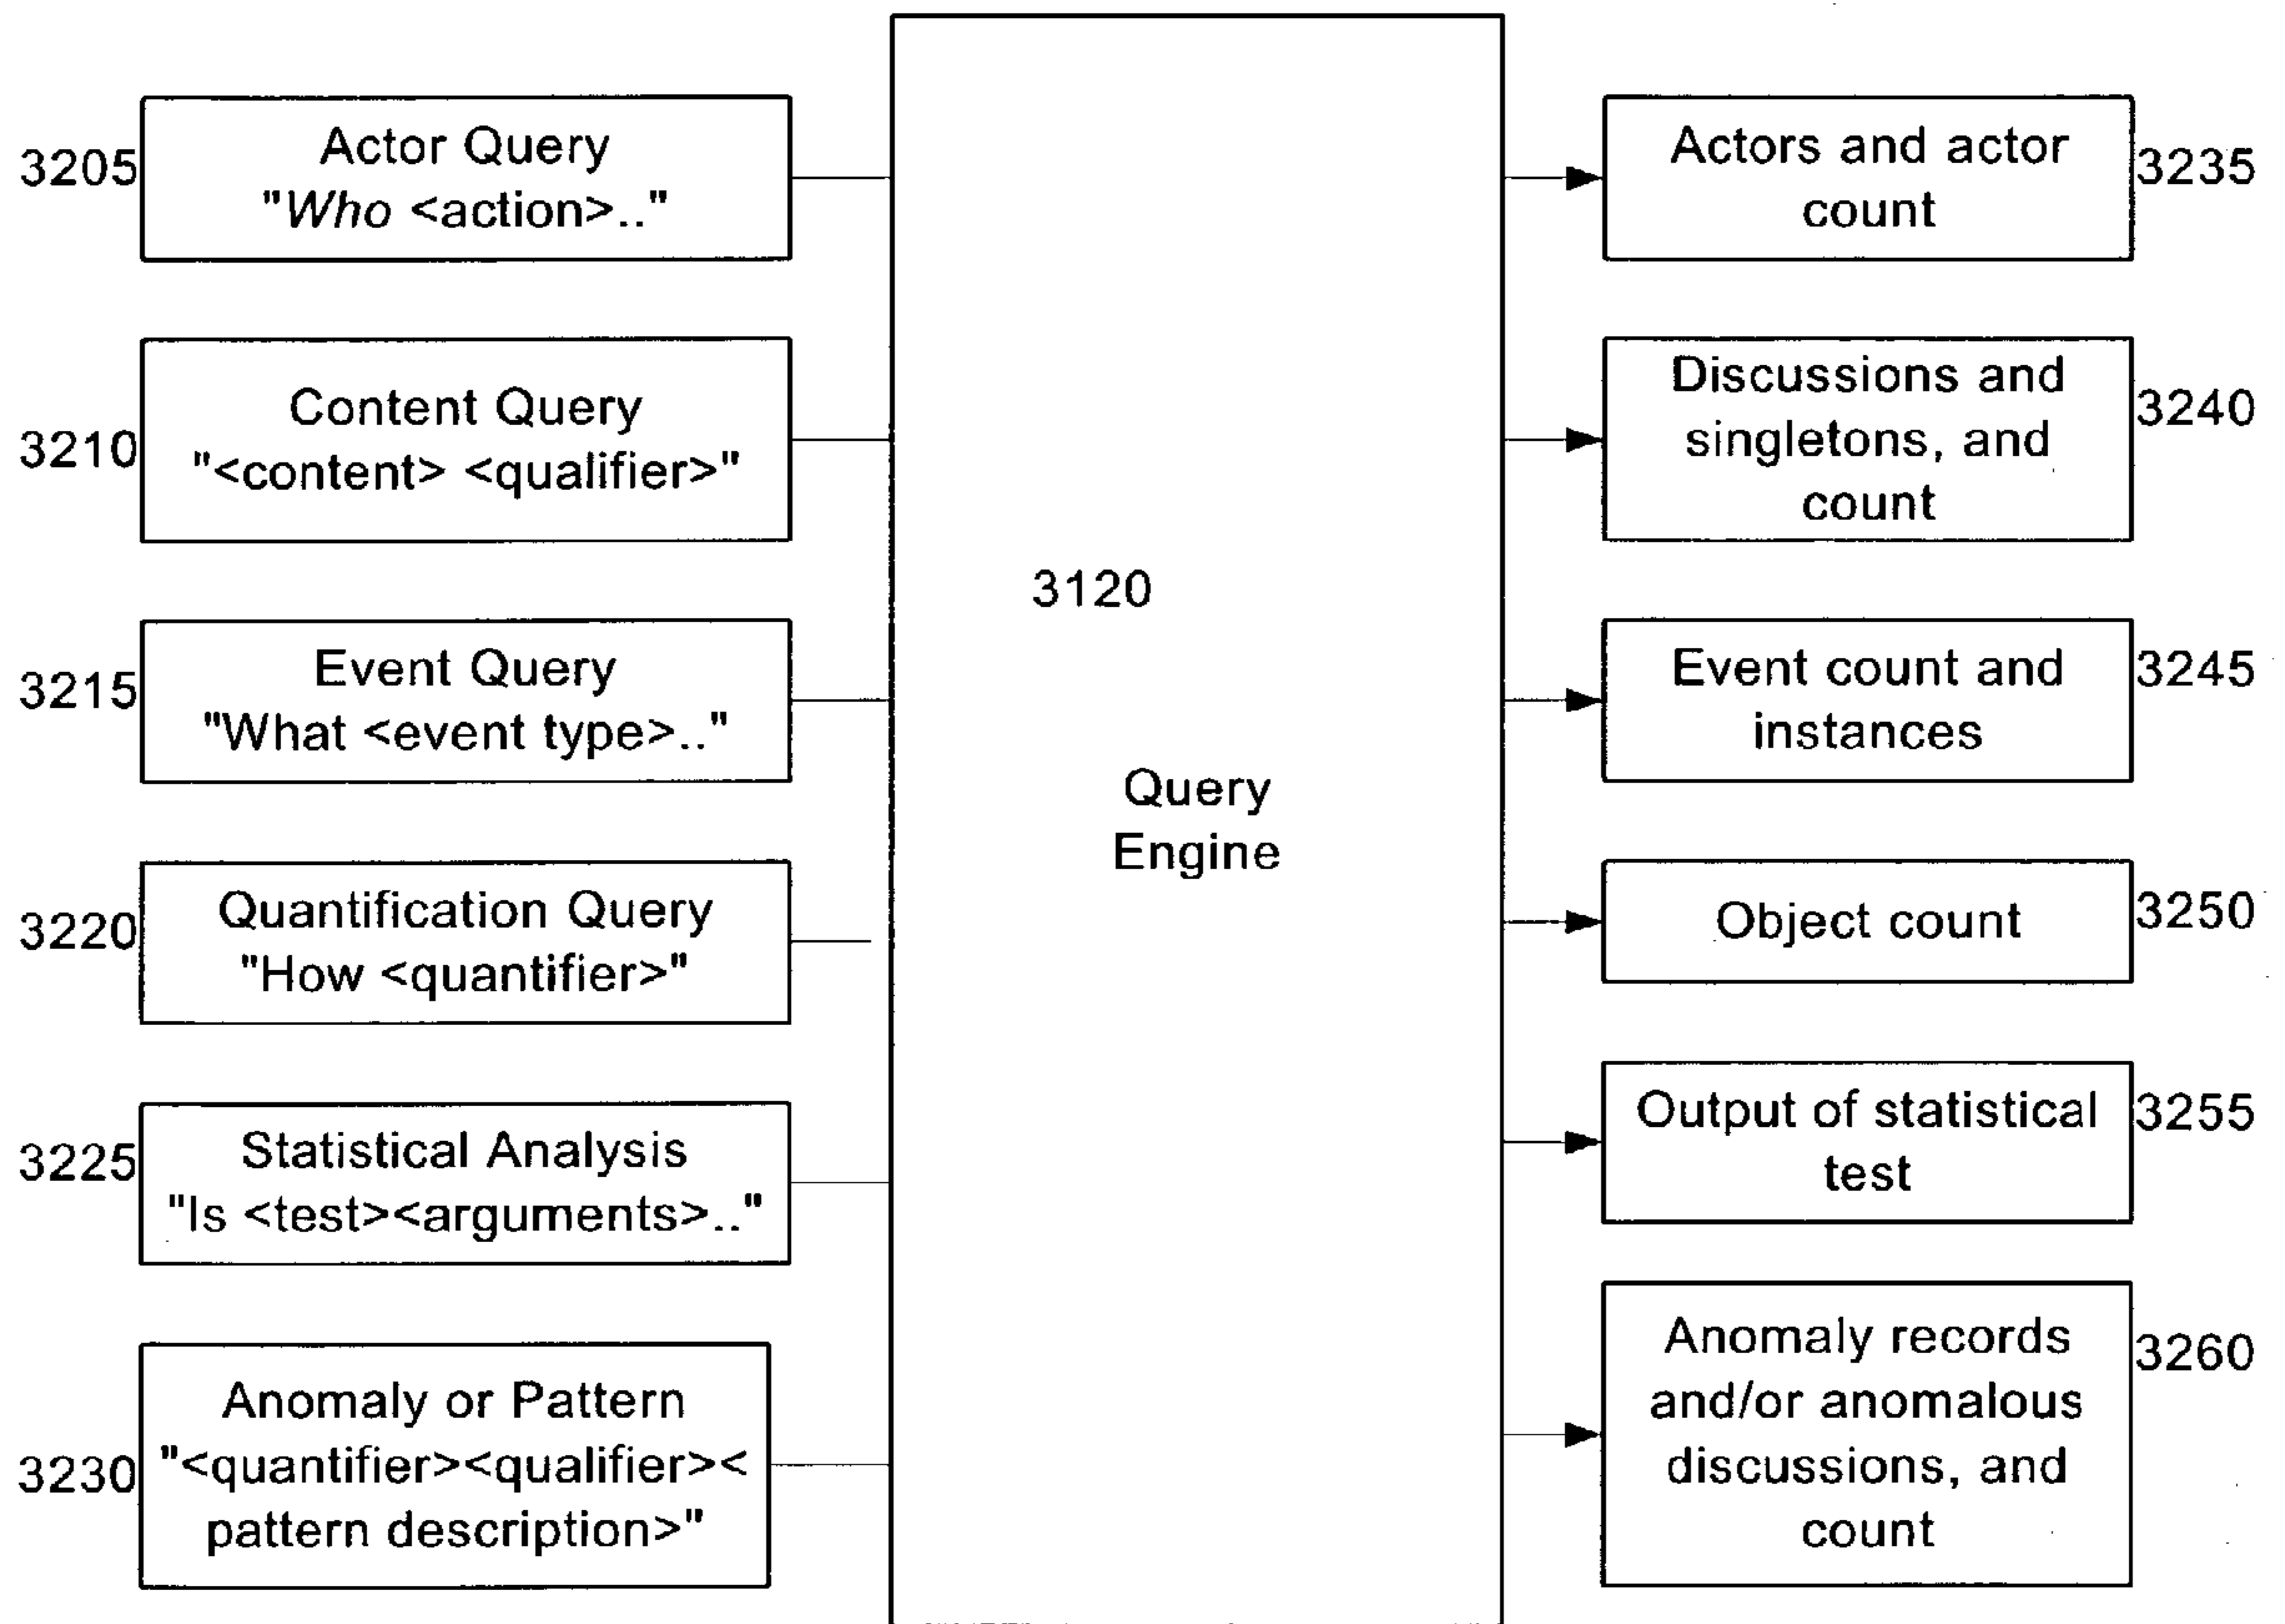 3205
Actor Query
"Who <action>.."
3210
Content Query
"<content> <qualifier>"
3215
Event Query
"What <event type>.."
3220
Quantification Query
"How <quantifier>"
3225
Statistical Analysis
"Is <test><arguments>.."
3230
Anomaly or Pattern
"<quantifier><qualifier><
pattern description>"
3120
Query
Engine
Actors and actor
count
3235
Discussions and
singletons, and
count
3240
Event count and
instances
3245
Object count
3250
Output of statistical
test
3255
Anomaly records
and/or anomalous
discussions, and
count
3260